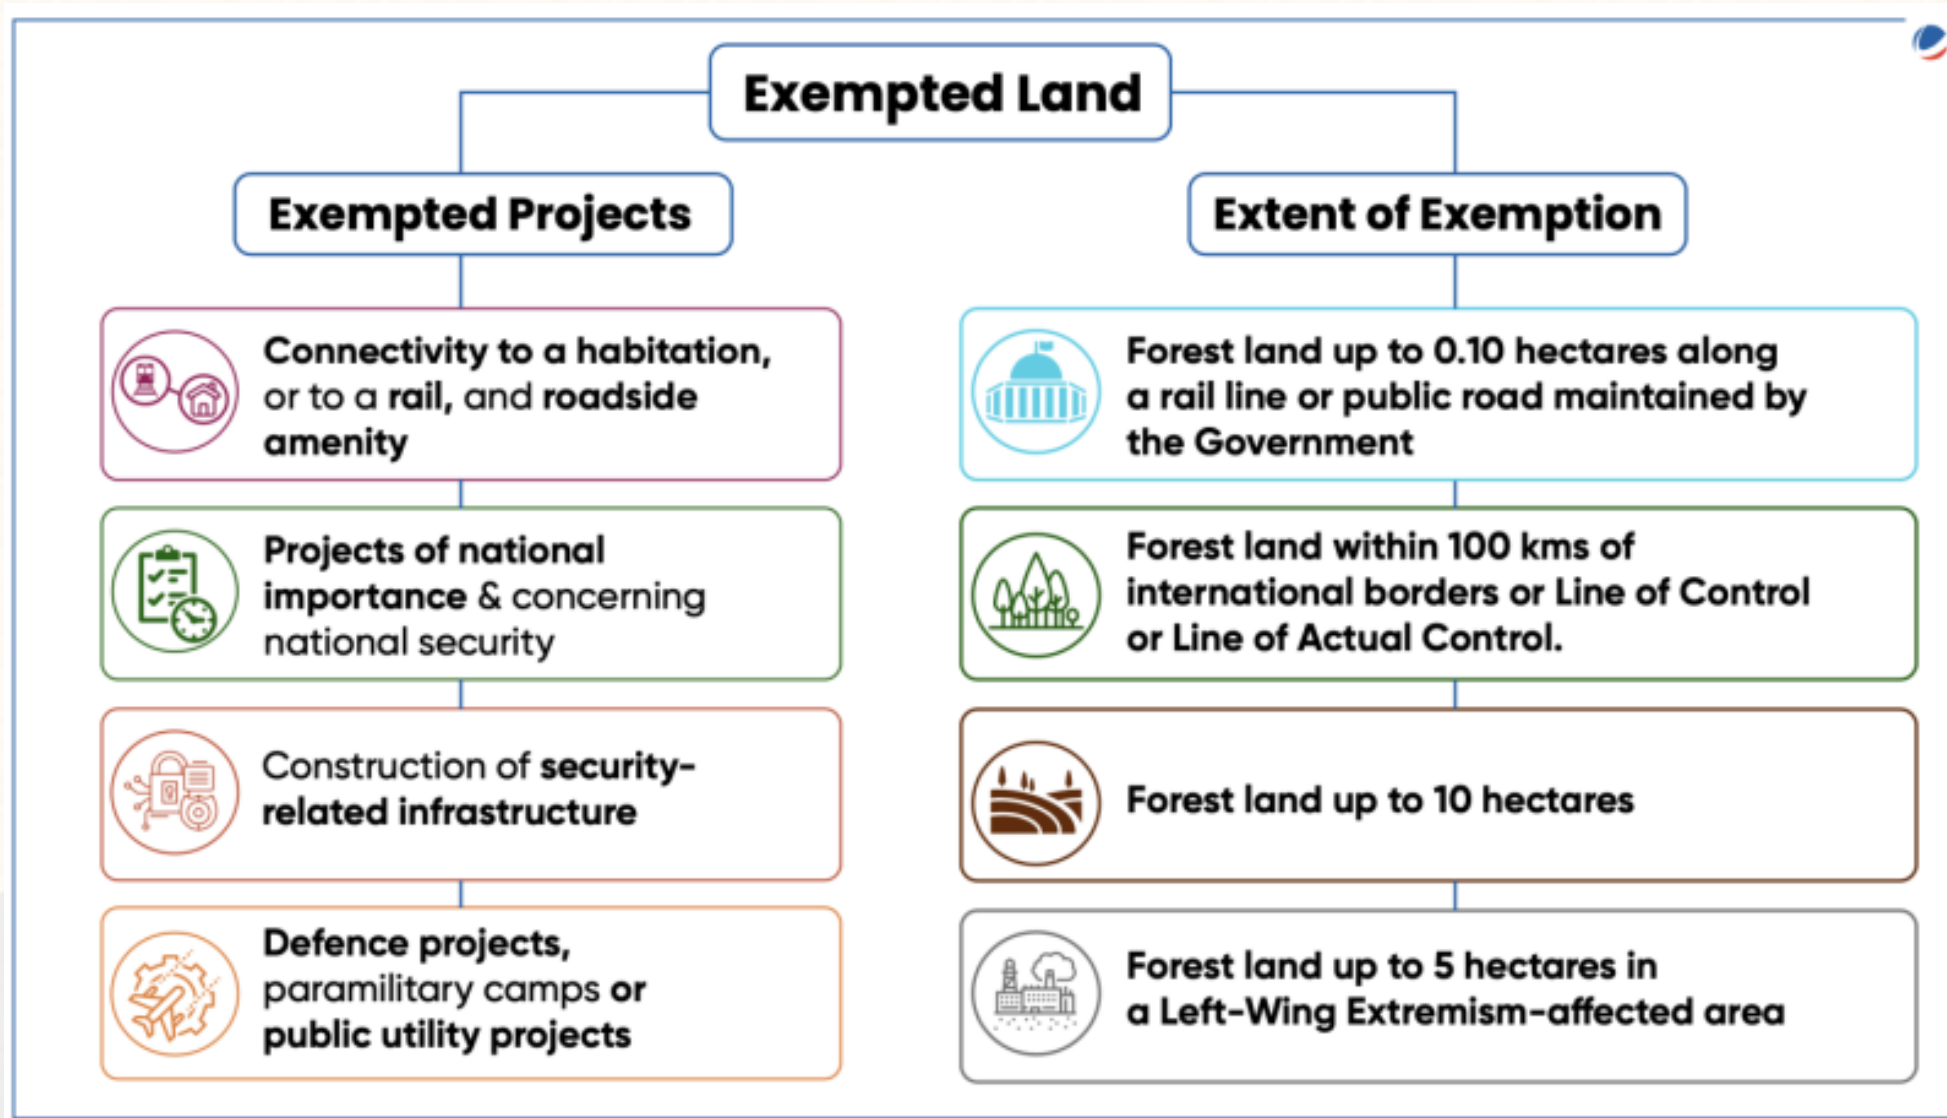 Exempted Land
Exempted Projects
Connectivity to a habitation,
or to a rail, and roadside
amenity
Projects of national
importance & concerning
national security
Construction of security-
related infrastructure
Defence projects,
paramilitary camps or
public utility projects
Extent of Exemption
Forest land up to 0.10 hectares along
a rail line or public road maintained by
the Government
Forest land within 100 kms of
international borders or Line of Control
or Line of Actual Control.
Forest land up to 10 hectares
Forest land up to 5 hectares in
a Left-Wing Extremism-affected area